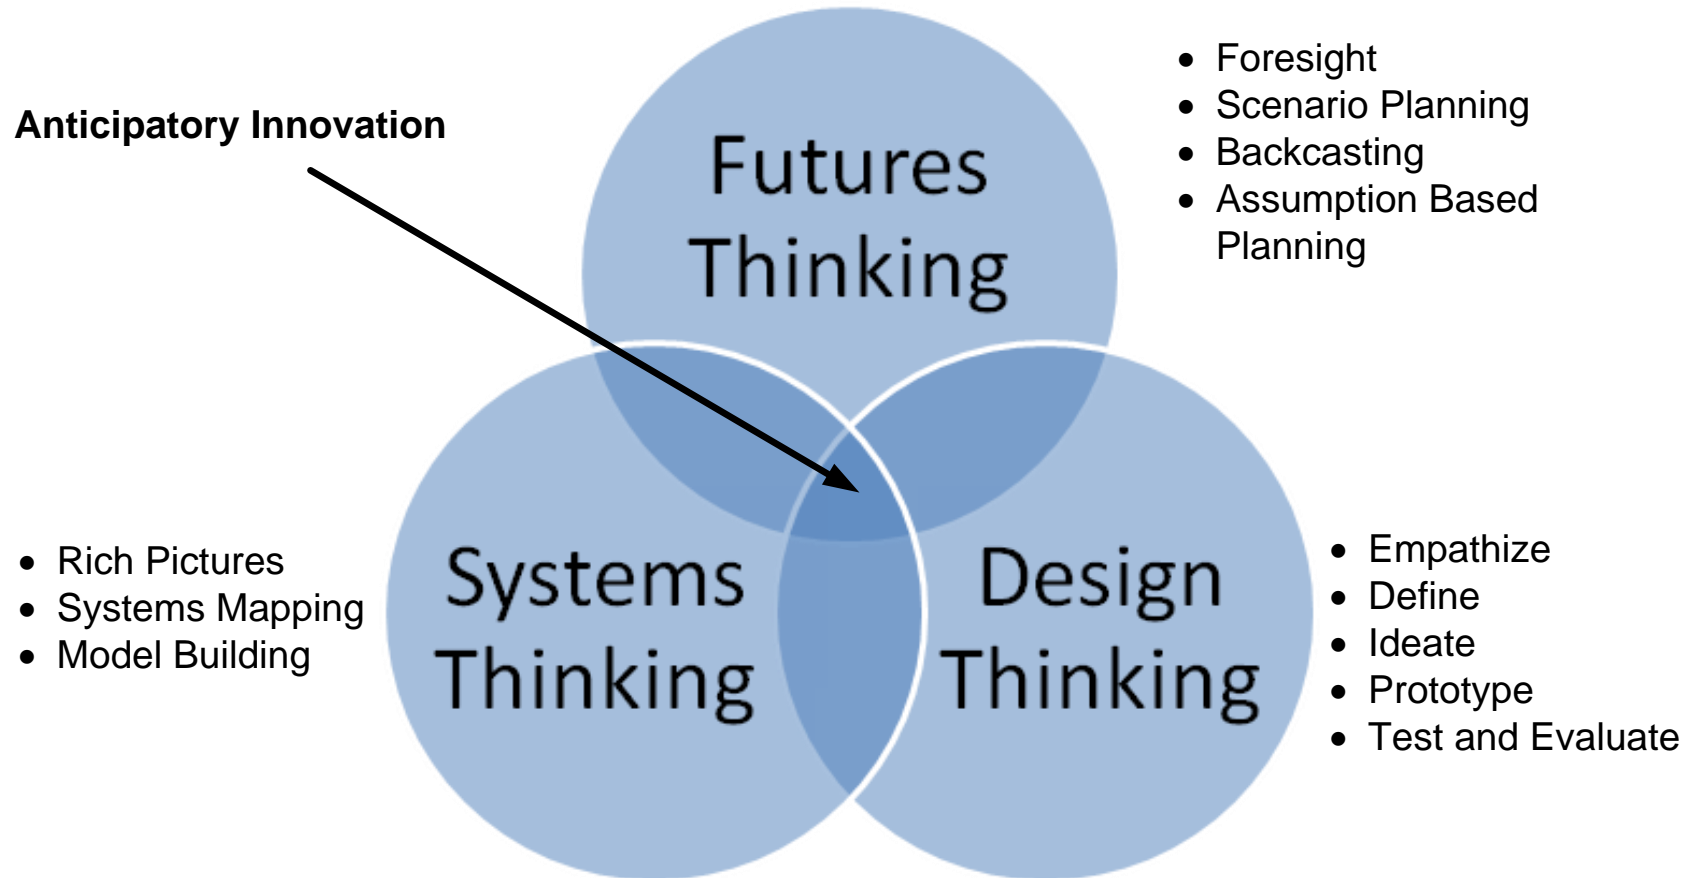 Anticipatory Innovation
Futures
Thinking
• Foresight
• Scenario Planning
• Backcasting
• Assumption Based
Planning
• Rich Pictures
• Systems Mapping
• Model Building
Systems
Thinking
Design
Thinking
• Empathize
• Define
• Ideate
• Prototype
• Test and Evaluate